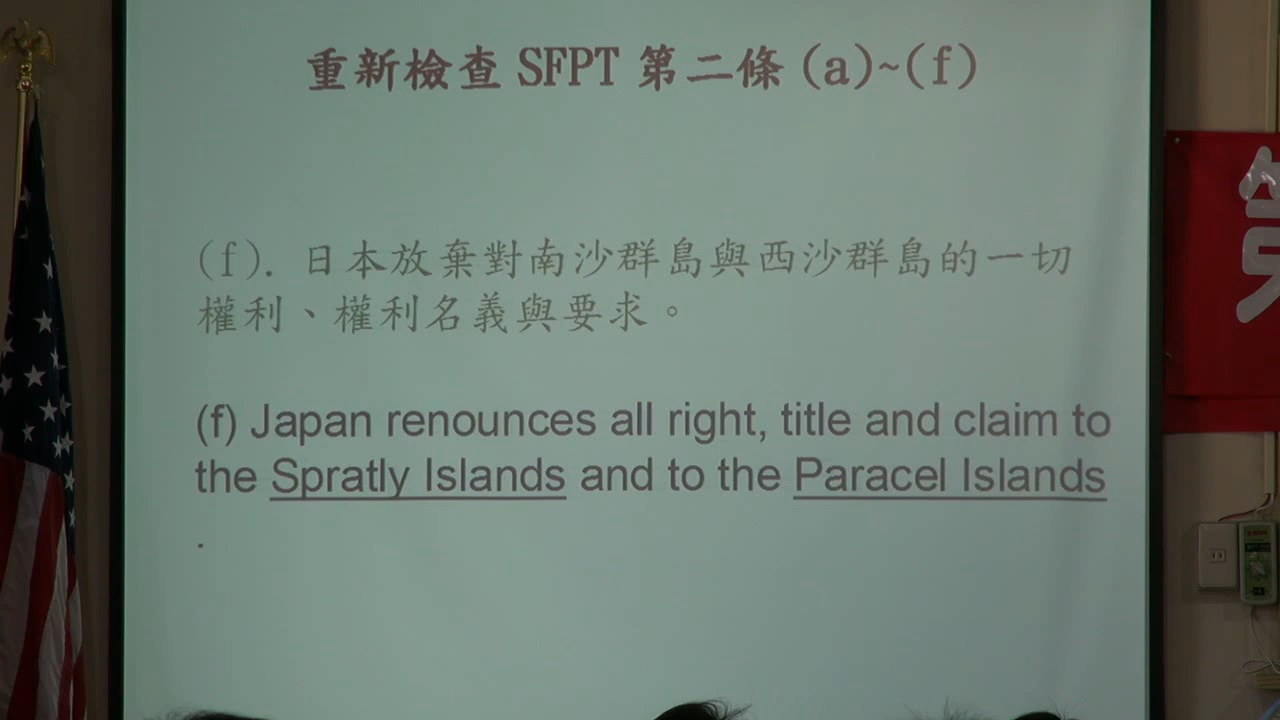 重新檢查 SFPT 第二條 (a)~(f)
(f). 日本放棄對南沙群島與西沙群島的一切
權利、權利名義與要求。
(f) Japan renounces all right, title and claim to
the Spratly Islands and to the Paracel Islands
.
第